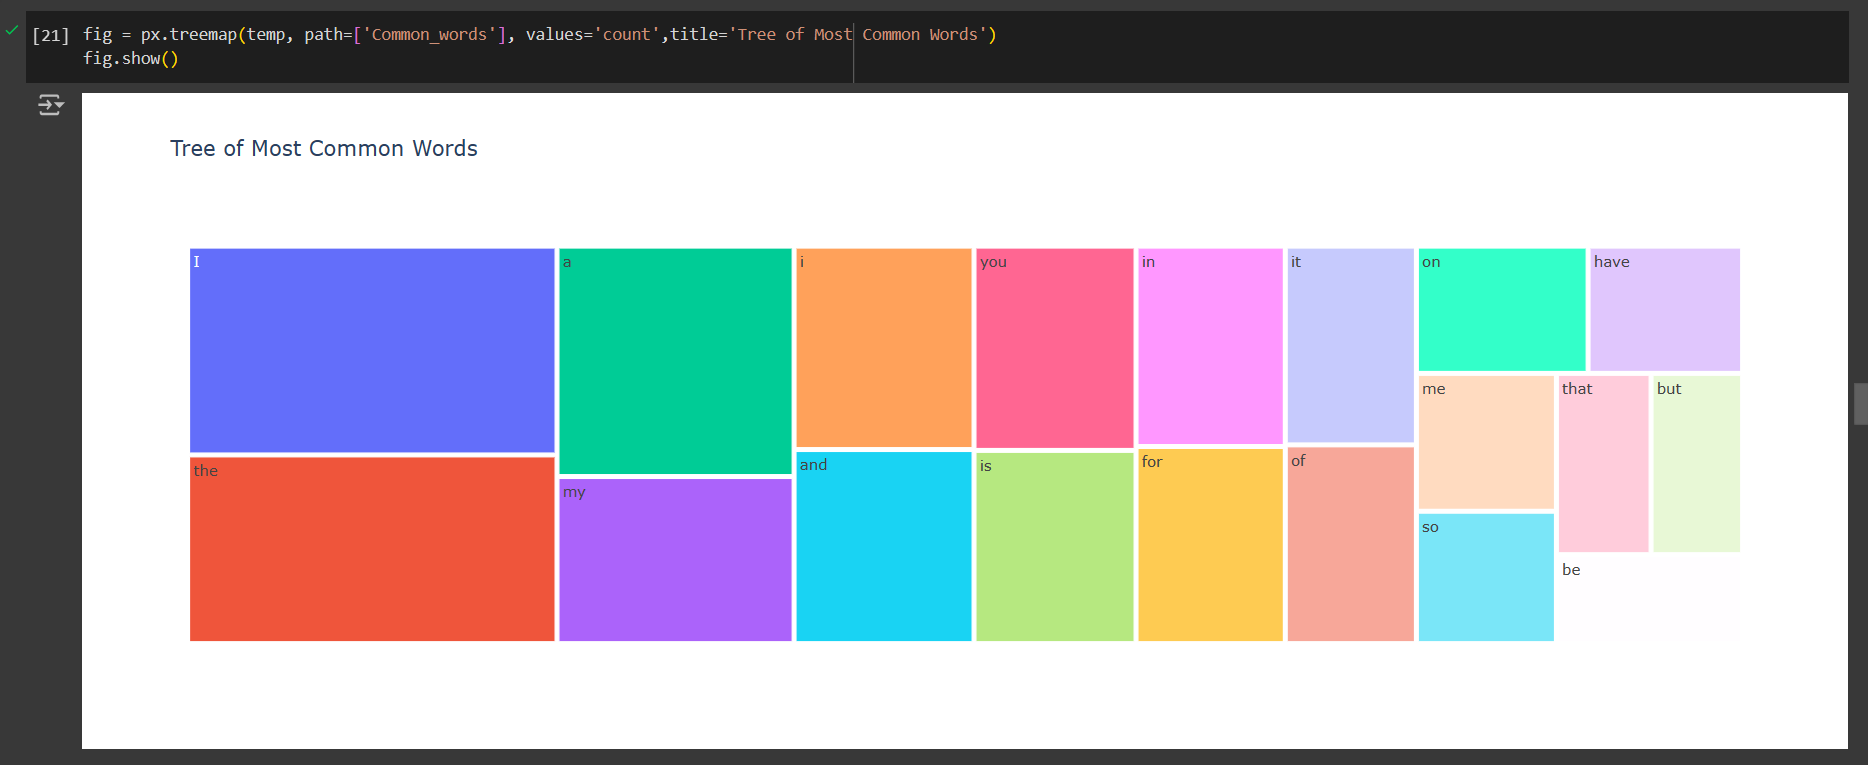 [21] fig = px.treemap(temp, path=['Common_words'], values='count',title='Tree of Most Common Words')
fig.show()
Tree of Most Common Words
I
a
i
you
in
it
on
have
me
that
but
the
my
and
is
for
of
so
be